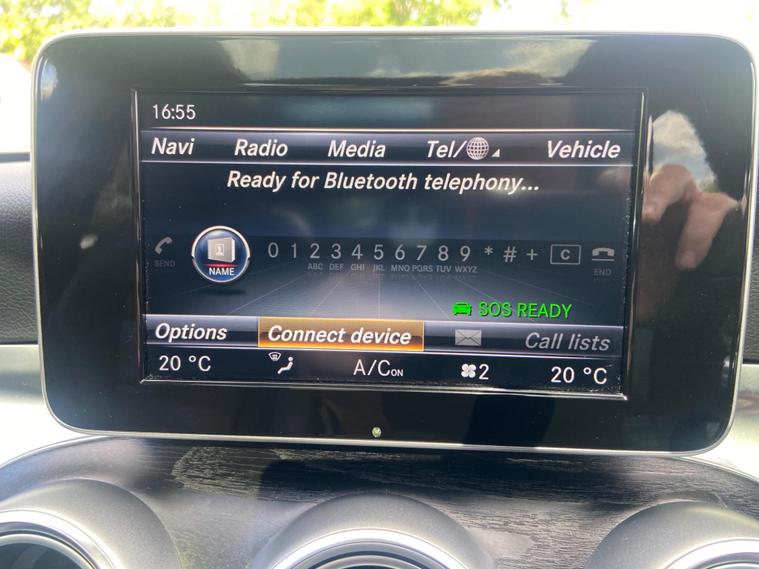 16:55
Navi Radio Media Tel/ Vehicle
Ready for Bluetooth telephony...
0 1 2 3 4 5 6 7 8 9 * # + C
SEND NAME ABC DEF GHI JKL MNO PQRS TUV WXYZ END
SOS READY
Options Connect device Call lists
20 °C A/C ON 2 20 °C